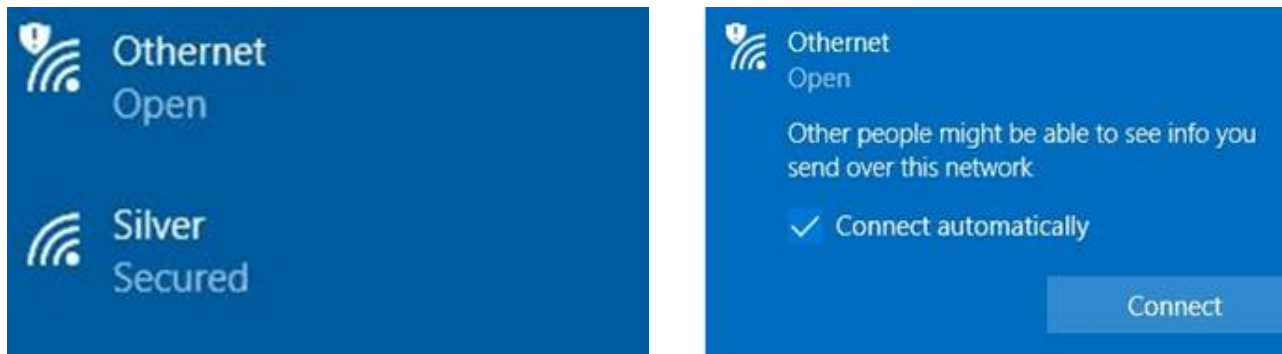 Othernet
Open
Silver
Secured
Othernet
Open
Other people might be able to see info you
send over this network
Connect automatically
Connect